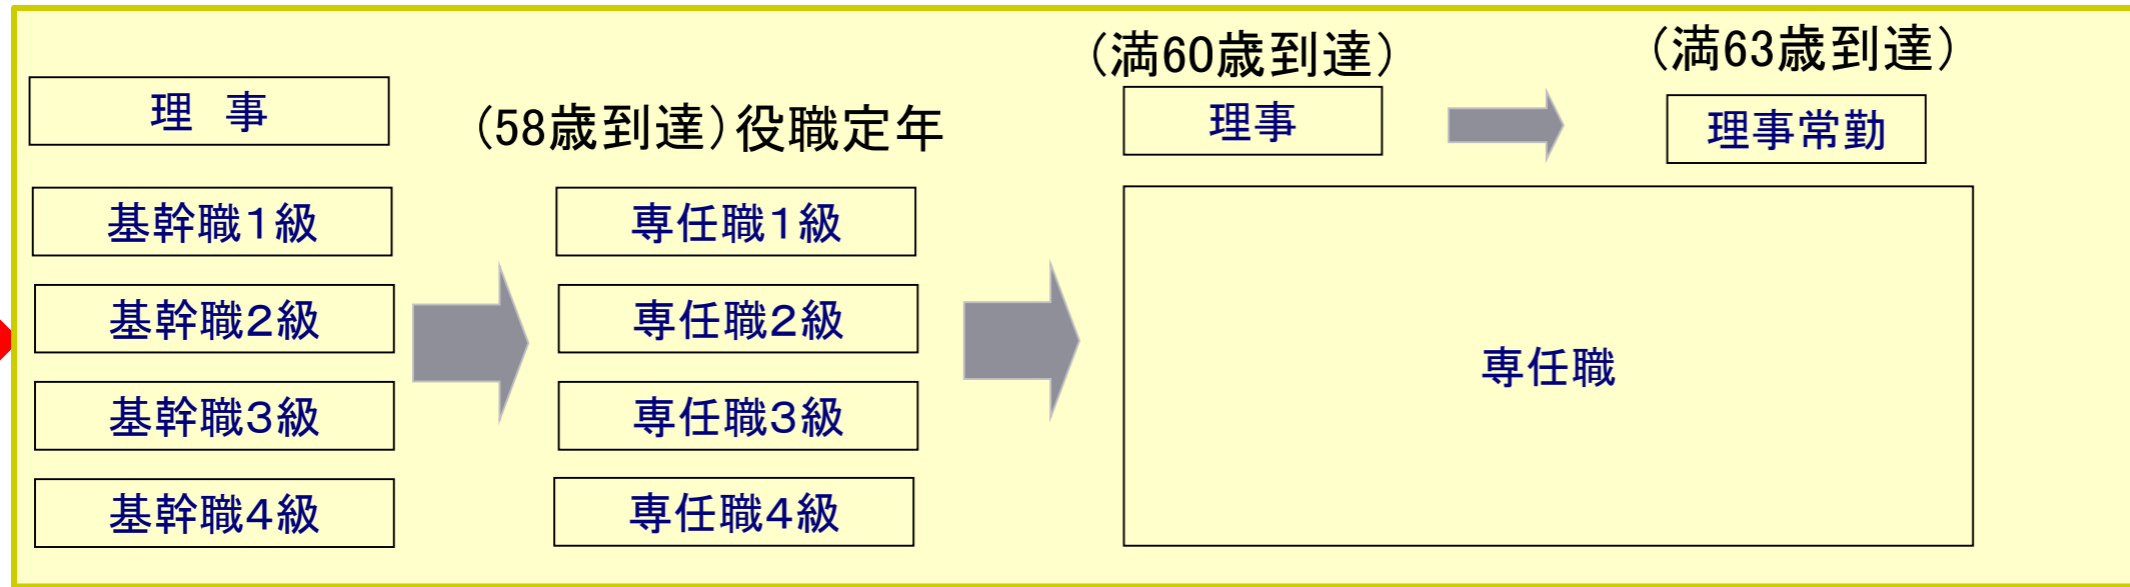 (満60歳到達)
(満63歳到達)
理 事
(58歳到達)役職定年
理事
理事常勤
基幹職1級
専任職1級
基幹職2級
専任職2級
専任職
基幹職3級
専任職3級
基幹職4級
専任職4級